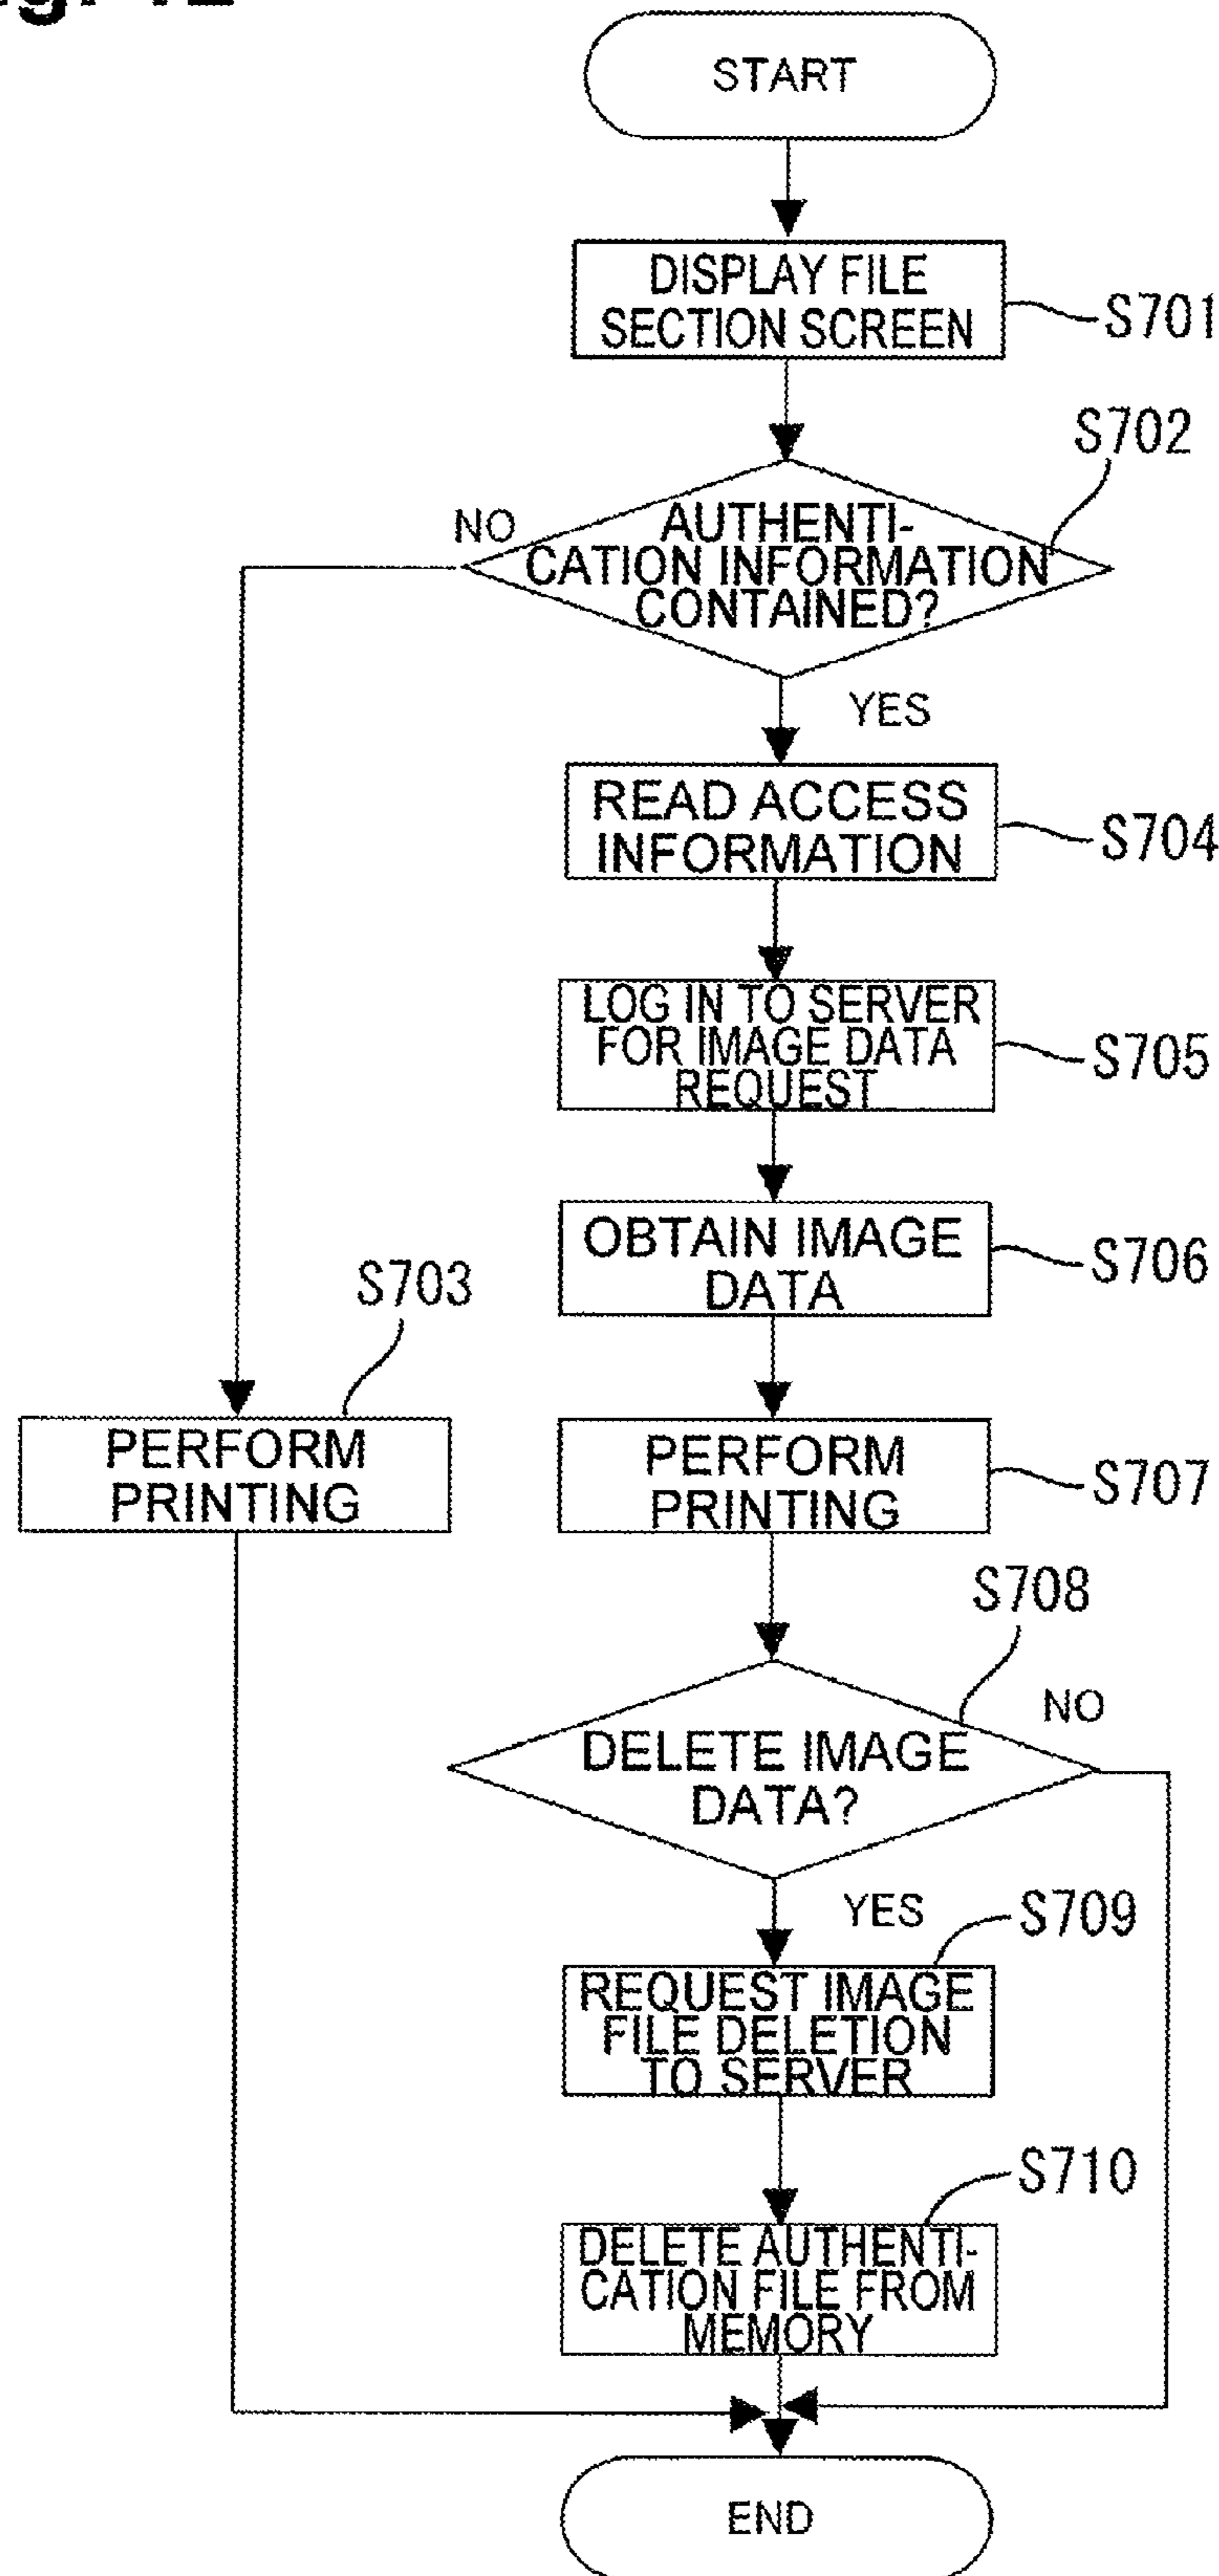 START
DISPLAY FILE
SECTION SCREEN
S701
S702
NO
AUTHENTI-
CATION INFORMATION
CONTAINED?
YES
READ ACCESS
INFORMATION
S704
LOG IN TO SERVER
FOR IMAGE DATA
REQUEST
S705
OBTAIN IMAGE
DATA
S706
S703
PERFORM
PRINTING
PERFORM
PRINTING
S707
S708
NO
DELETE IMAGE
DATA?
YES
S709
REQUEST IMAGE
FILE DELETION
TO SERVER
S710
DELETE AUTHENTI-
CATION FILE FROM
MEMORY
END